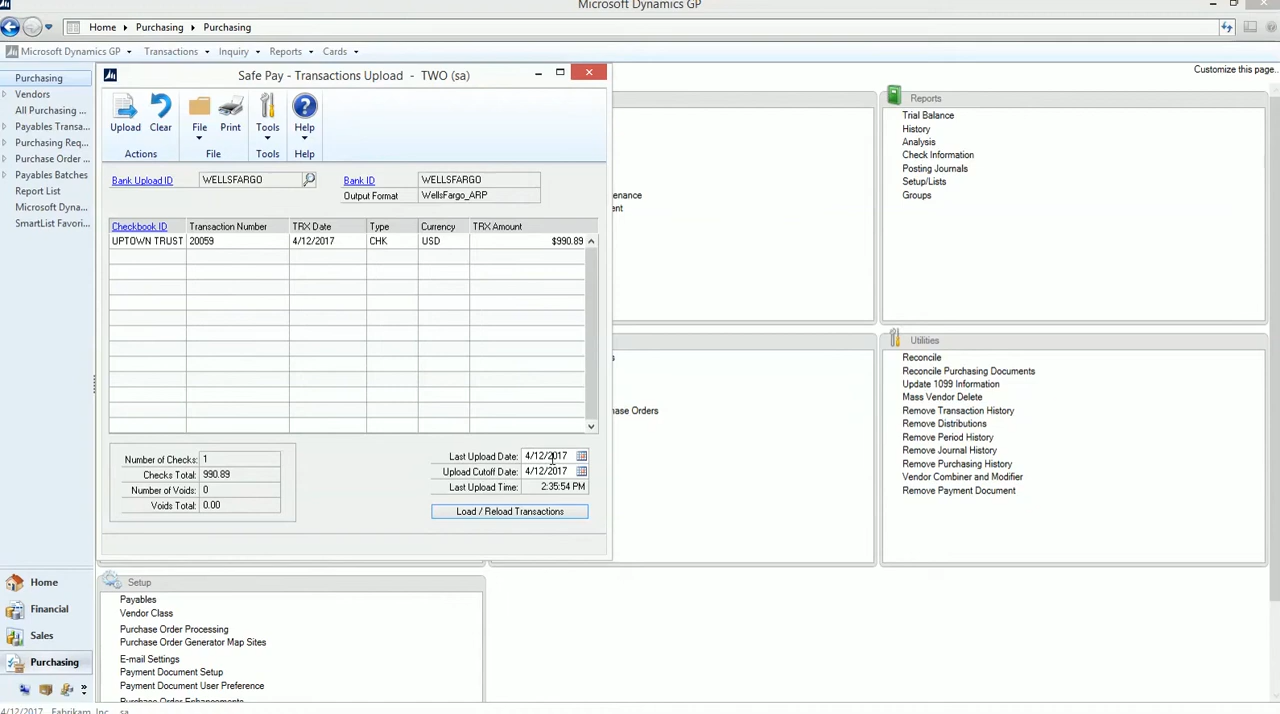 Microsoft Dynamics GP
Home
Purchasing
Purchasing
Microsoft Dynamics GP
Transactions
Inquiry
Reports
Cards
Customize this page...
Purchasing
Vendors
All Purchasing ...
Payables Transa...
Purchasing Req...
Purchase Order ...
Payables Batches
Report List
Microsoft Dyna...
SmartList Favori...
Home
Financial
Sales
Purchasing
Safe Pay - Transactions Upload - TWO (sa)
Upload
Clear
File
Print
Tools
Help
Actions
File
Tools
Help
Bank Upload ID
WELLSFARGO
Bank ID
WELLSFARGO
Output Format
WellsFargo_ARP
Checkbook ID
Transaction Number
TRX Date
Type
Currency
TRX Amount
UPTOWN TRUST
20059
4/12/2017
CHK
USD
$990.89
Number of Checks: 1
Checks Total: 990.89
Number of Voids: 0
Voids Total: 0.00
Last Upload Date: 4/12/2017
Upload Cutoff Date: 4/12/2017
Last Upload Time: 2:35:54 PM
Load / Reload Transactions
Reports
Trial Balance
History
Analysis
Check Information
Posting Journals
Setup/Lists
Groups
Utilities
Reconcile
Reconcile Purchasing Documents
Update 1099 Information
Mass Vendor Delete
Remove Transaction History
Remove Distributions
Remove Period History
Remove Journal History
Remove Purchasing History
Vendor Combiner and Modifier
Remove Payment Document
Setup
Payables
Vendor Class
Purchase Order Processing
Purchase Order Generator Map Sites
E-mail Settings
Payment Document Setup
Payment Document User Preference
Purchase Order Enhancements
4/12/2017 Fabrikam, Inc. sa